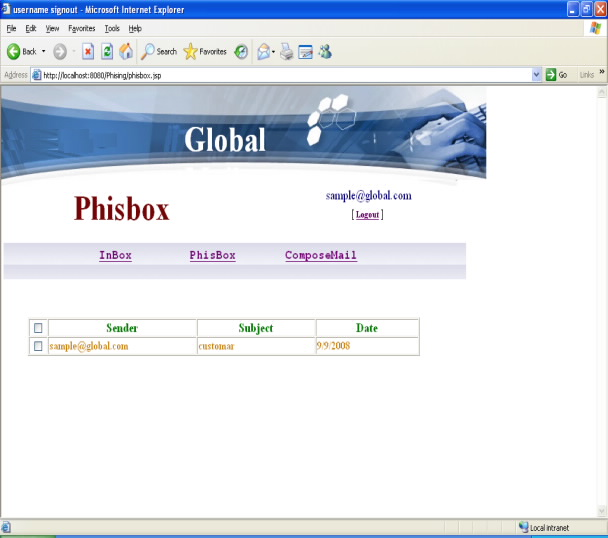 username signout - Microsoft Internet Explorer
File Edit View Favorites Tools Help
Back Search Favorites
Address http://localhost:8080/Phising/phisbox.jsp Go Links »
Global
Phisbox
sample@global.com
[ Logout ]
InBox PhisBox ComposeMail
Sender Subject Date
sample@global.com customar 9/9/2008
Local intranet